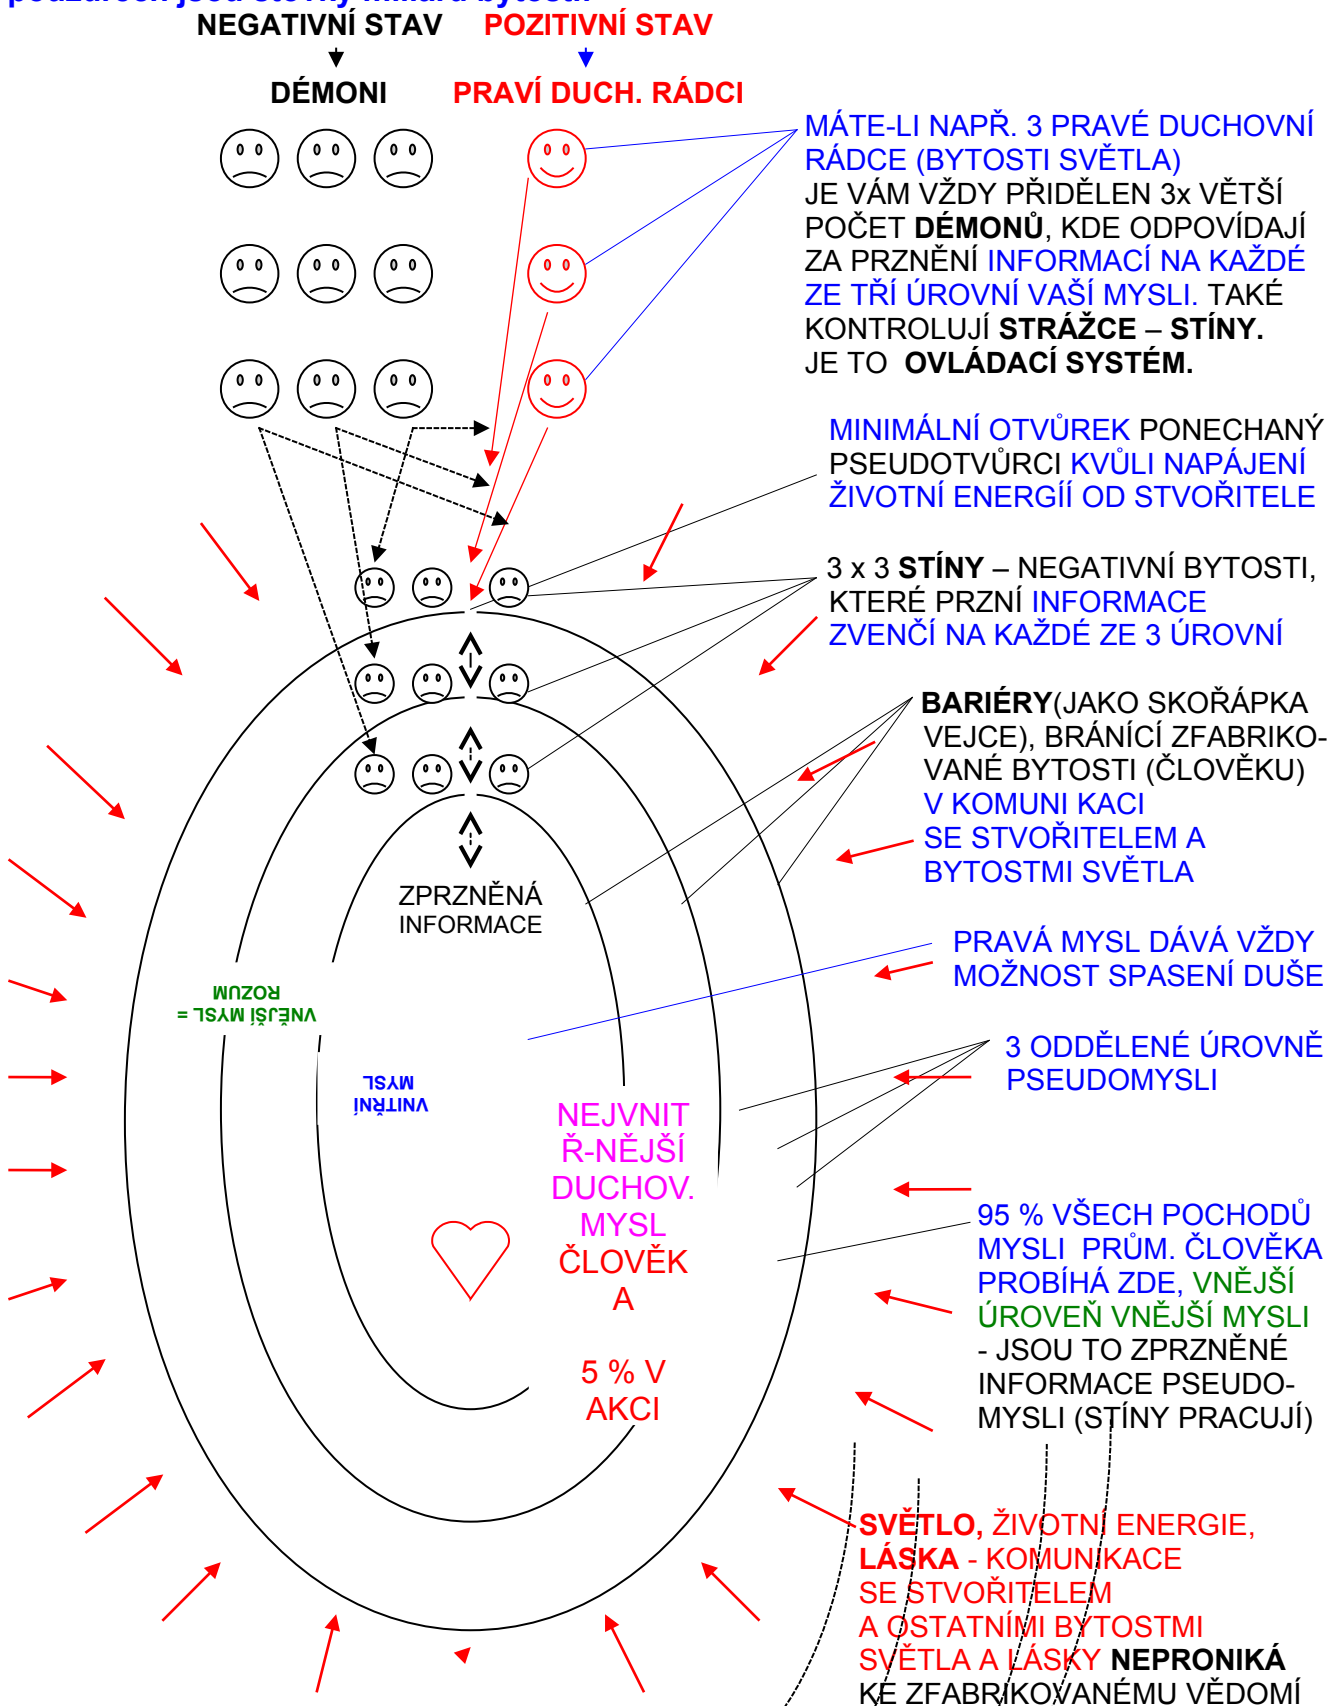 NEGATIVNÍ STAV
POZITIVNÍ STAV
DÉMONI
PRAVÍ DUCH. RÁDCI
MÁTE-LI NAPŘ. 3 PRAVÉ DUCHOVNÍ
RÁDCE (BYTOSTI SVĚTLA)
JE VÁM VŽDY PŘIDĚLEN 3x VĚTŠÍ
POČET DÉMONŮ, KDE ODPOVÍDAJÍ
ZA PRZNĚNÍ INFORMACÍ NA KAŽDÉ
ZE TŘÍ ÚROVNÍ VAŠÍ MYSLI. TAKÉ
KONTROLUJÍ STRÁŽCE – STÍNY.
JE TO OVLÁDACÍ SYSTÉM.
MINIMÁLNÍ OTVŮREK PONECHANÝ
PSEUDOTVŮRCI KVŮLI NAPÁJENÍ
ŽIVOTNÍ ENERGÍÍ OD STVOŘITELE
3 x 3 STÍNY – NEGATIVNÍ BYTOSTI,
KTERÉ PRZNÍ INFORMACE
ZVENČÍ NA KAŽDÉ ZE 3 ÚROVNÍ
BARIÉRY(JAKO SKOŘÁPKA
VEJCE), BRÁNÍCÍ ZFABRIKO-
VANÉ BYTOSTI (ČLOVĚKU)
V KOMUNI KACI
SE STVOŘITELEM A
BYTOSTMI SVĚTLA
ZPRZNĚNÁ
INFORMACE
PRAVÁ MYSL DÁVÁ VŽDY
MOŽNOST SPASENÍ DUŠE
VNĚJŠÍ MYSL =
ROZUM
VNITŘNÍ
MYSL
3 ODDĚLENÉ ÚROVNĚ
PSEUDOMYSLI
NEJVNIT
Ř-NĚJŠÍ
DUCHOV.
MYSL
ČLOVĚK
A
5 % V
AKCI
95 % VŠECH POCHODŮ
MYSLI PRŮM. ČLOVĚKA
PROBÍHÁ ZDE, VNĚJŠÍ
ÚROVEŇ VNĚJŠÍ MYSLI
- JSOU TO ZPRZNĚNÉ
INFORMACE PSEUDO-
MYSLI (STÍNY PRACUJÍ)
SVĚTLO, ŽIVOTNÍ ENERGIE,
LÁSKA - KOMUNIKACE
SE STVOŘITELEM
A OSTATNÍMI BYTOSTMI
SVĚTLA A LÁSKY NEPRONIKÁ
KE ZFABRIKOVANÉMU VĚDOMÍ